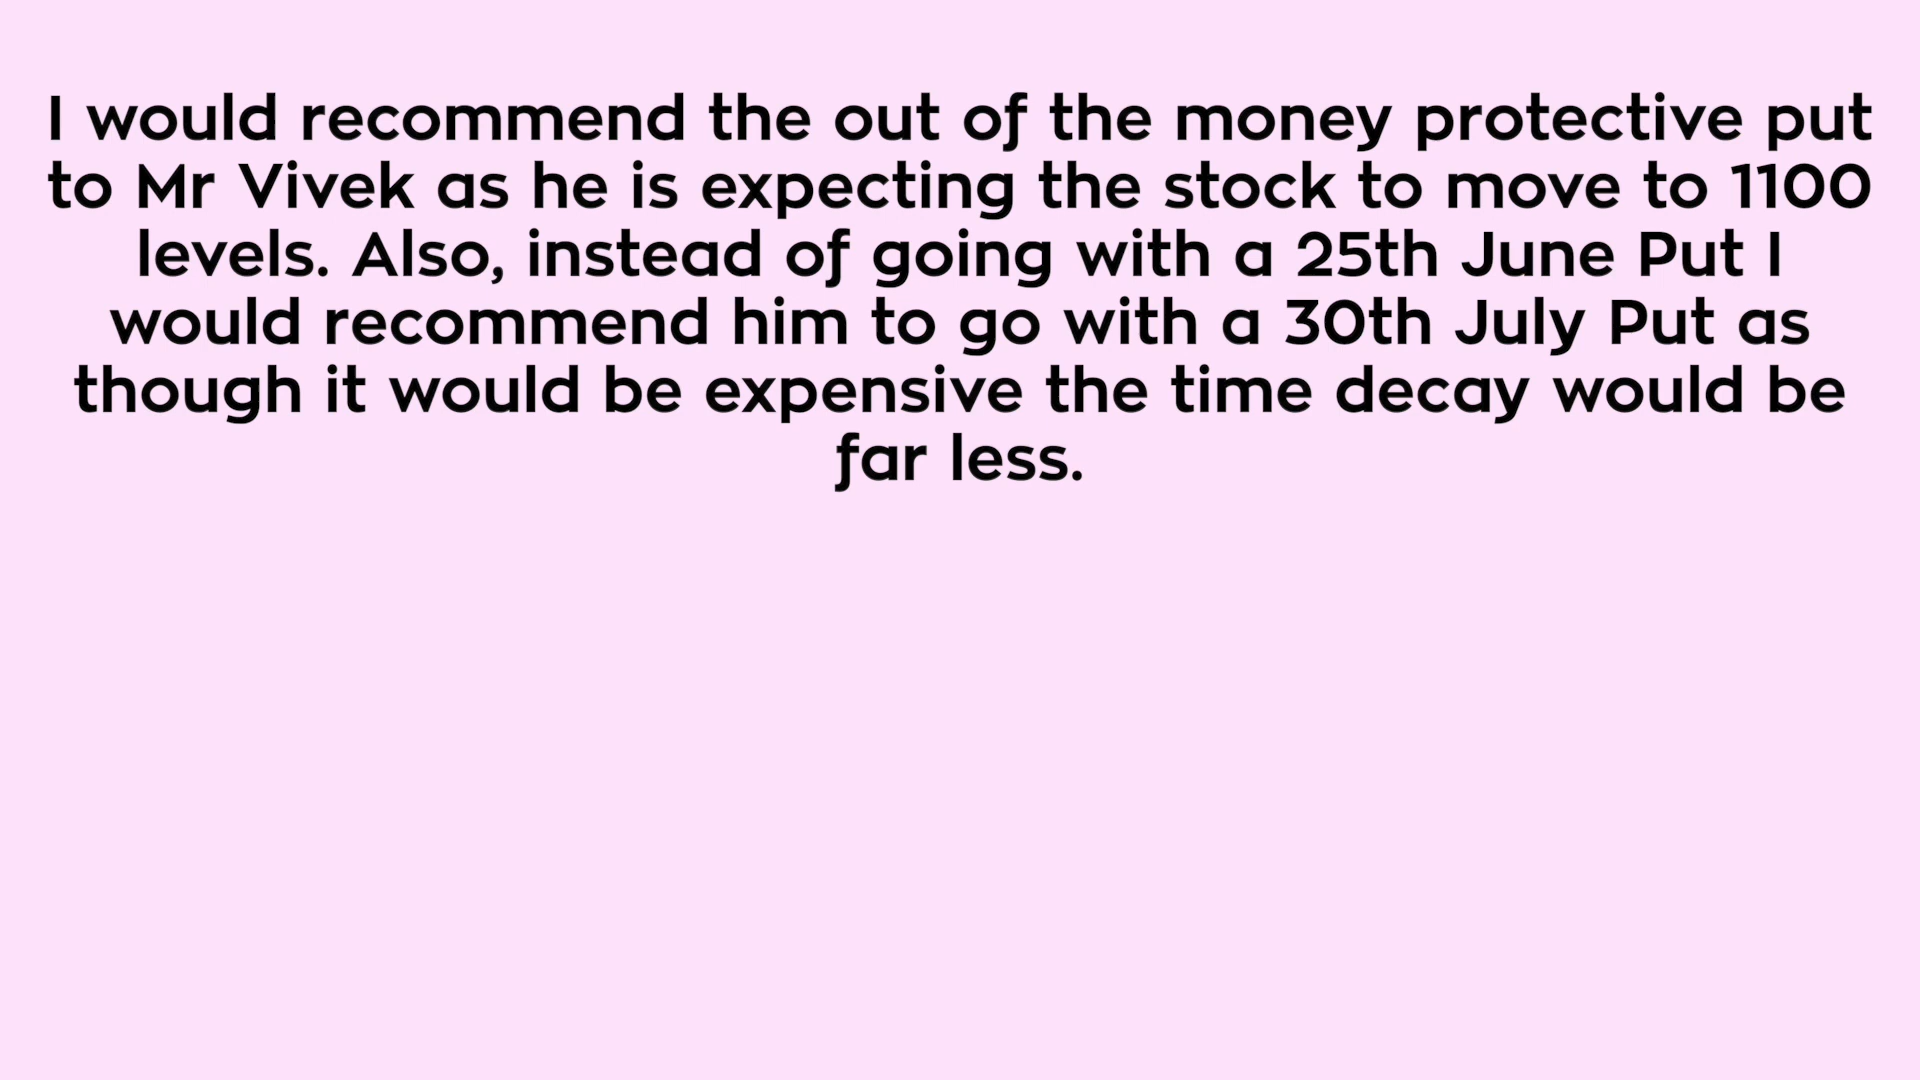 I would recommend the out of the money protective put
to Mr Vivek as he is expecting the stock to move to 1100
levels. Also, instead of going with a 25th June Put I
would recommend him to go with a 30th July Put as
though it would be expensive the time decay would be
far less.